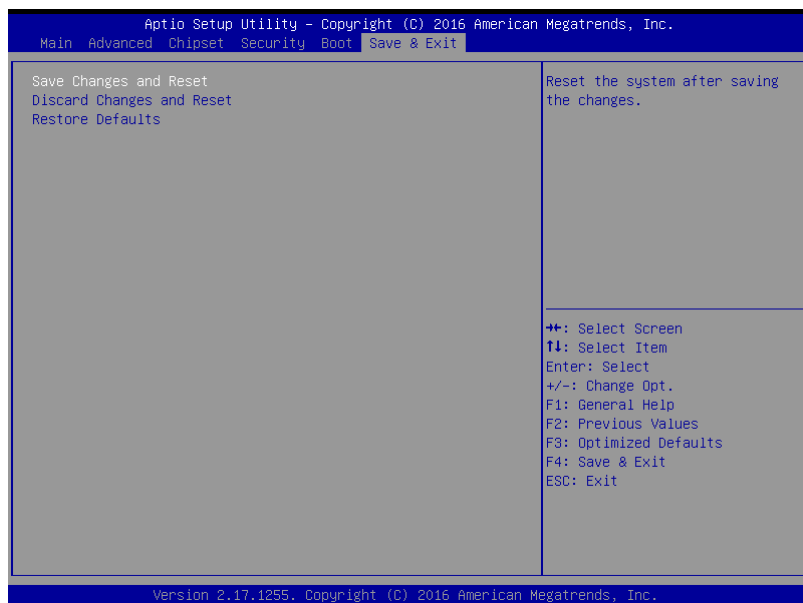 Aptio Setup Utility – Copyright (C) 2016 American Megatrends, Inc.
Main Advanced Chipset Security Boot Save & Exit
Save Changes and Reset
Discard Changes and Reset
Restore Defaults
Reset the system after saving
the changes.
→←: Select Screen
↑↓: Select Item
Enter: Select
+/-: Change Opt.
F1: General Help
F2: Previous Values
F3: Optimized Defaults
F4: Save & Exit
ESC: Exit
Version 2.17.1255. Copyright (C) 2016 American Megatrends, Inc.